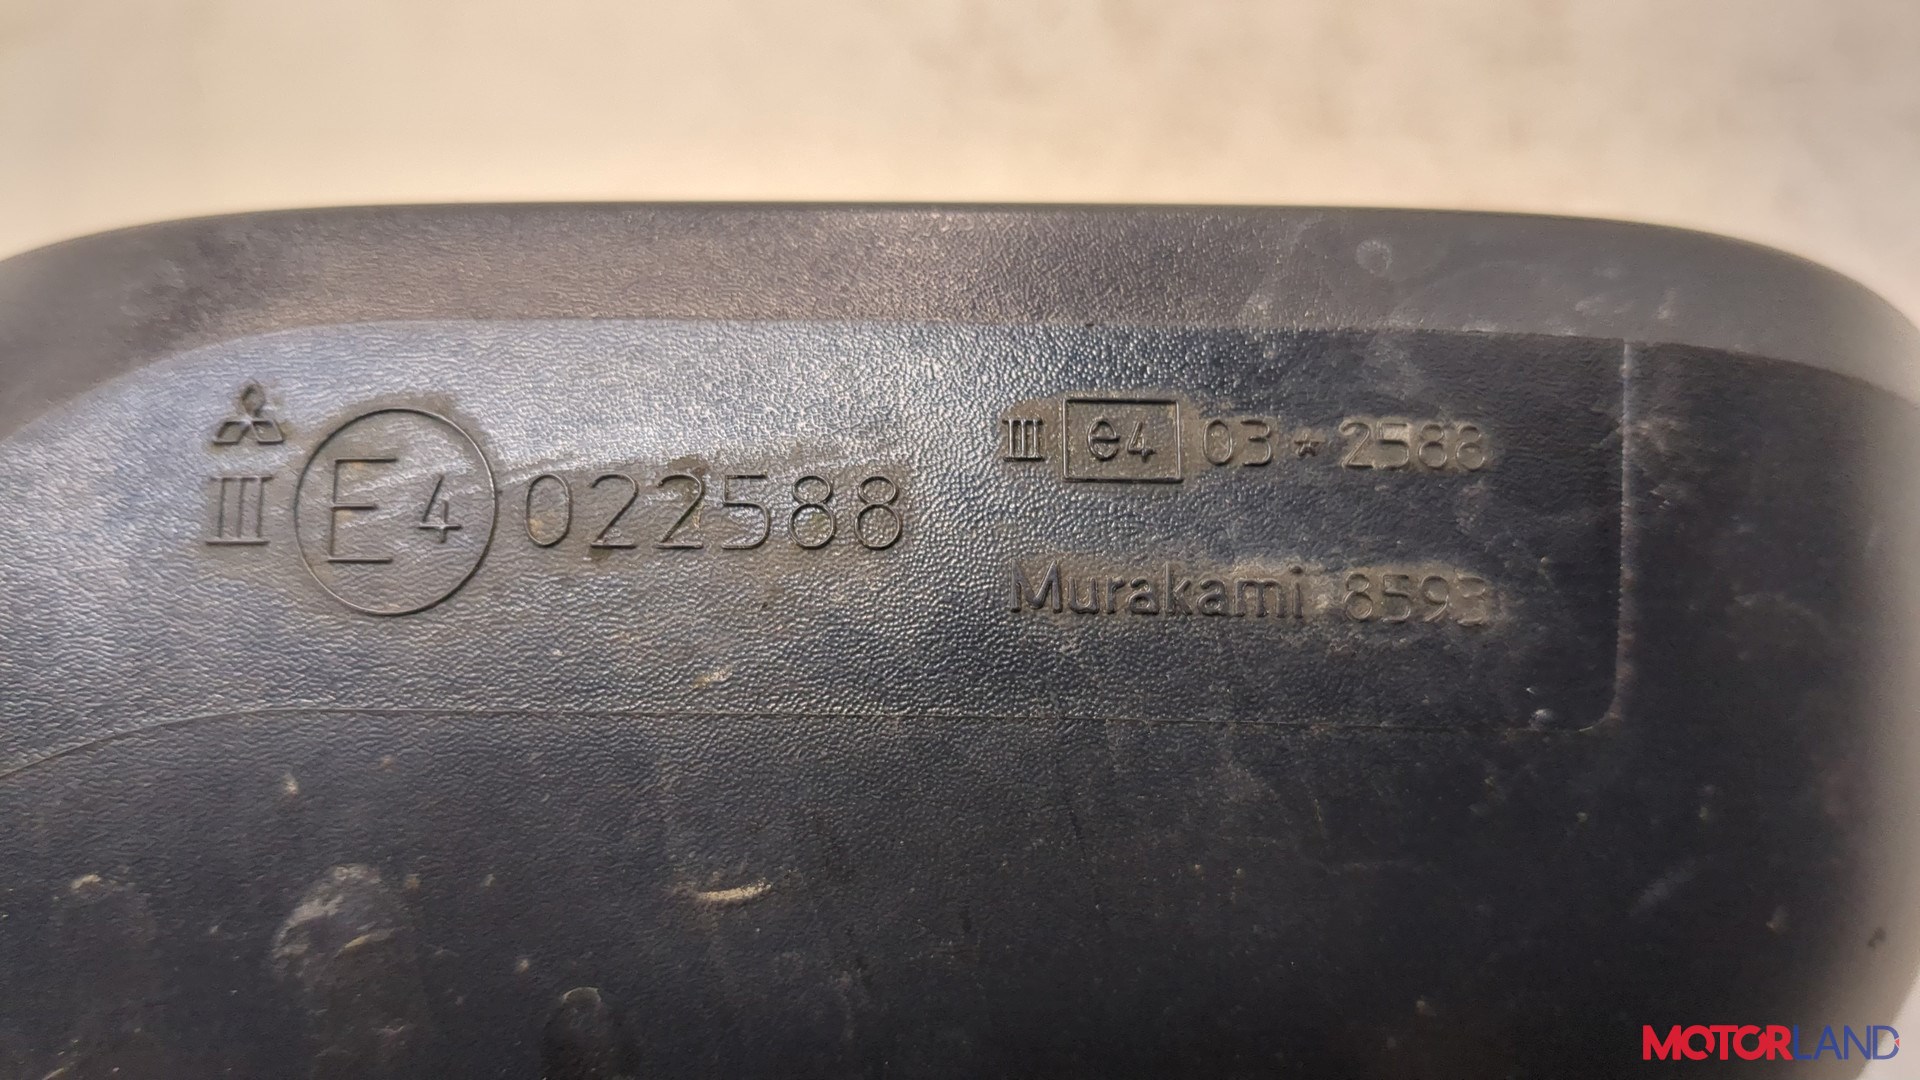 III E4 022588
III e4 03*2588
Murakami 8593
MOTORLAND